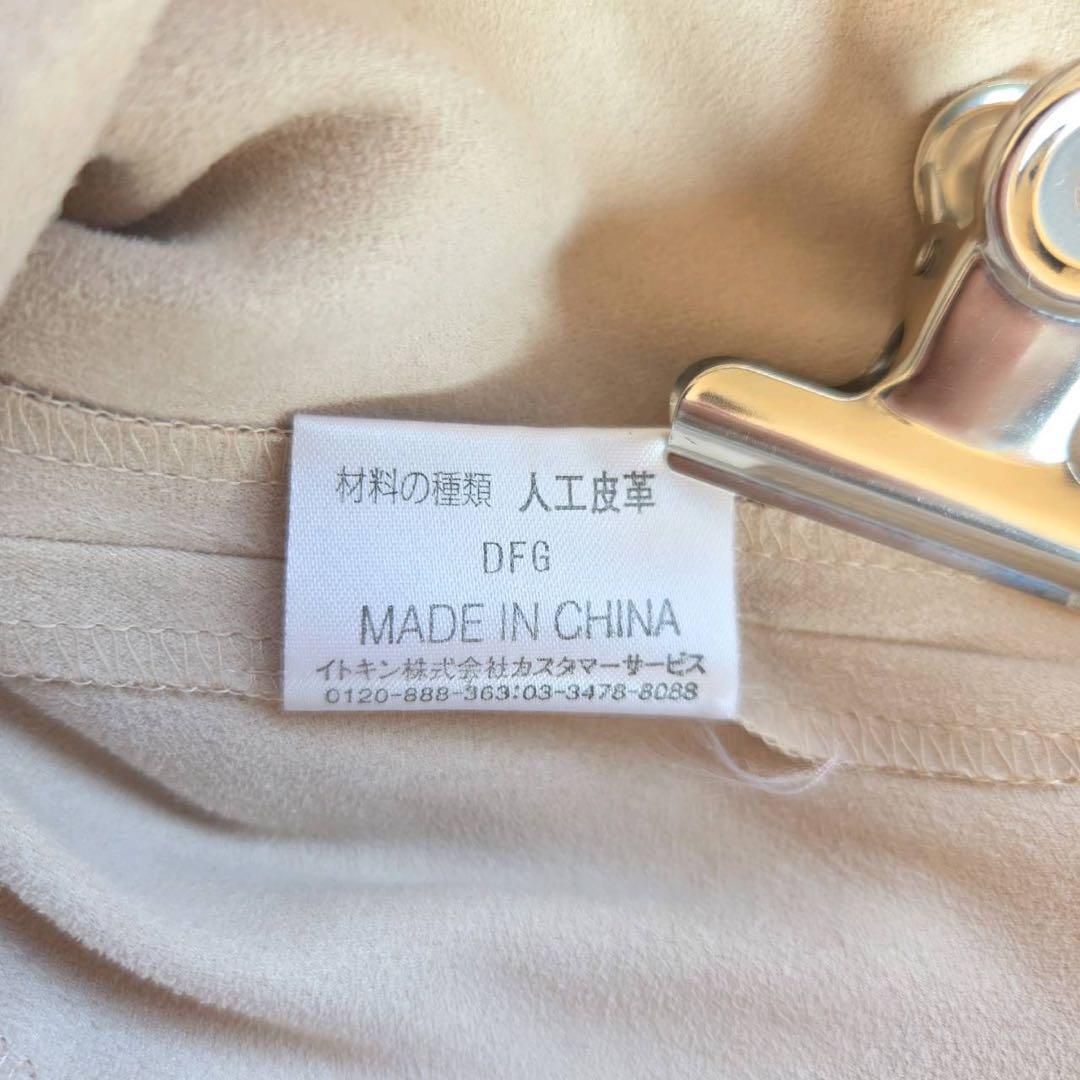 材料の種類 人工皮革
DFG
MADE IN CHINA
イトキン株式会社カスタマーサービス
0120-888-363:03-3478-8088